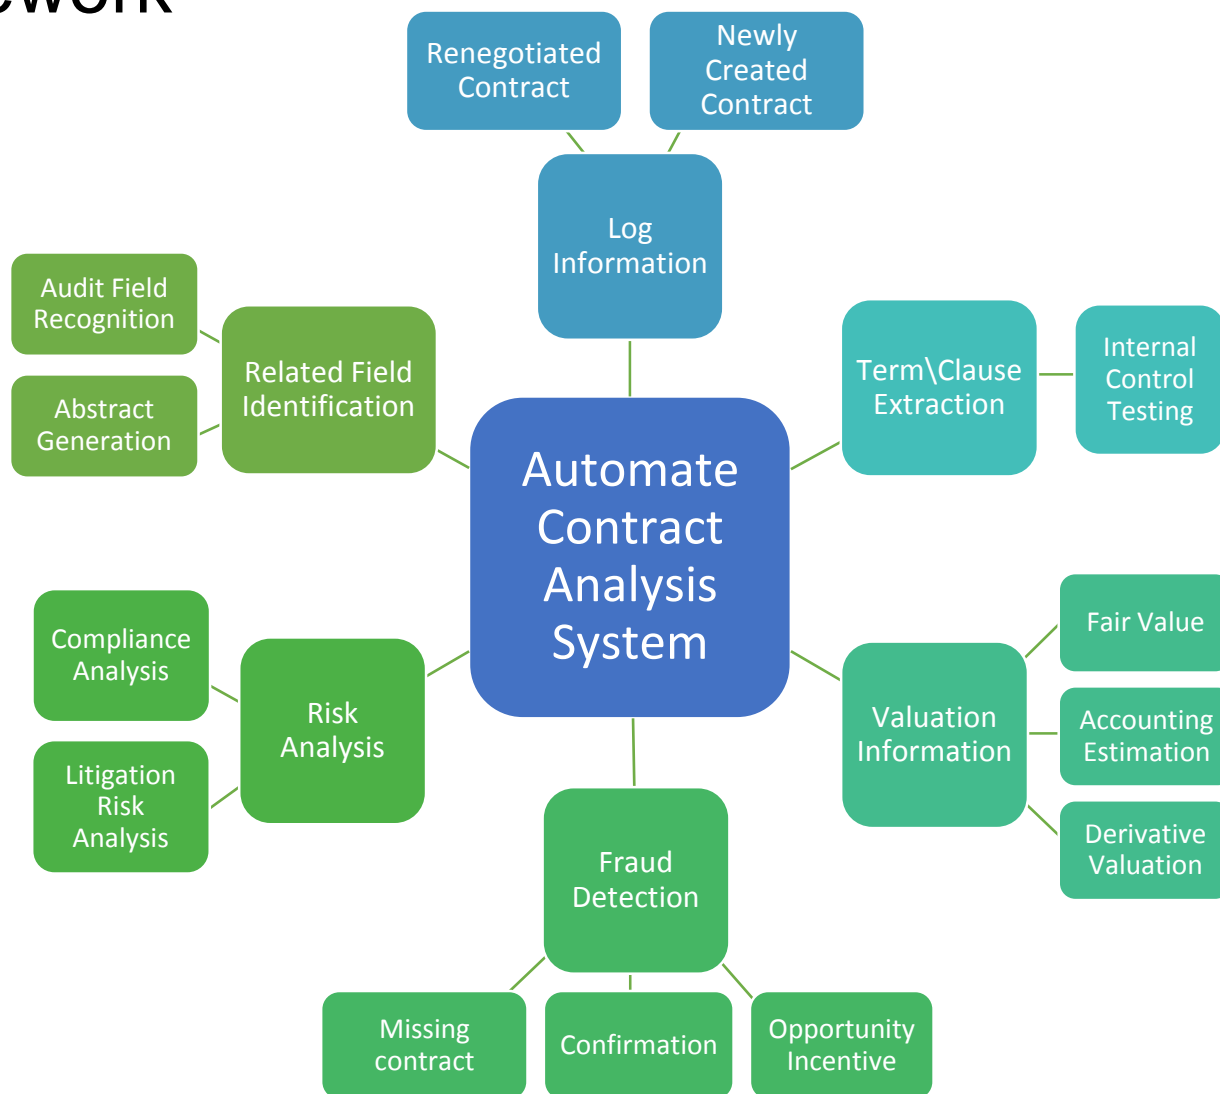 Renegotiated
Contract
Newly
Created
Contract
Log
Information
Audit Field
Recognition
Abstract
Generation
Related Field
Identification
Term\Clause
Extraction
Internal
Control
Testing
Automate
Contract
Analysis
System
Compliance
Analysis
Litigation
Risk
Analysis
Risk
Analysis
Valuation
Information
Fair Value
Accounting
Estimation
Derivative
Valuation
Fraud
Detection
Missing
contract
Confirmation
Opportunity
Incentive